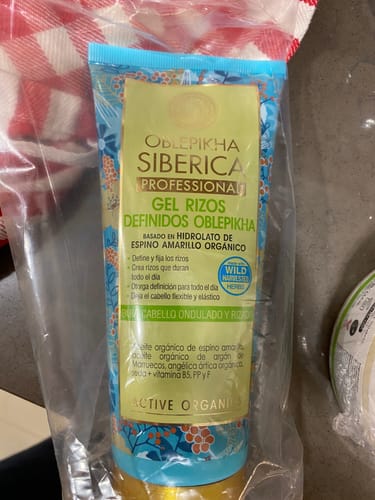 OBLEPIKHA
SIBERICA
PROFESSIONAL
GEL RIZOS
DEFINIDOS OBLEPIKHA
BASADO EN HIDROLATO DE
ESPINO AMARILLO ORGÁNICO
• Define y fija los rizos
• Crea rizos que duran
todo el día
• Otorga definición para todo el día
• Deja el cabello flexible y elástico
WILD
HARVESTED
HERBS
CABELLO ONDULADO Y RIZADO
Aceite orgánico de espino amarillo,
aceite orgánico de argán de
Marruecos, angélica ártica orgánica,
seda + vitamina B5, PP y F
ACTIVE ORGANICS